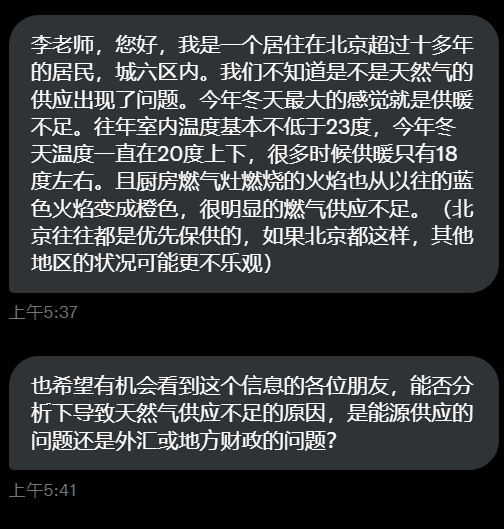 李老师，您好，我是一个居住在北京超过十多年
的居民，城六区内。我们不知道是不是天然气的
供应出现了问题。今年冬天最大的感觉就是供暖
不足。往年室内温度基本不低于23度，今年冬
天温度一直在20度上下，很多时候供暖只有18
度左右。且厨房燃气灶燃烧的火焰也从以往的蓝
色火焰变成橙色，很明显的燃气供应不足。（北
京往往都是优先保供的，如果北京都这样，其他
地区的状况可能更不乐观）
上午5:37
也希望有机会看到这个信息的各位朋友，能否分
析下导致天然气供应不足的原因，是能源供应的
问题还是外汇或地方财政的问题？
上午5:41